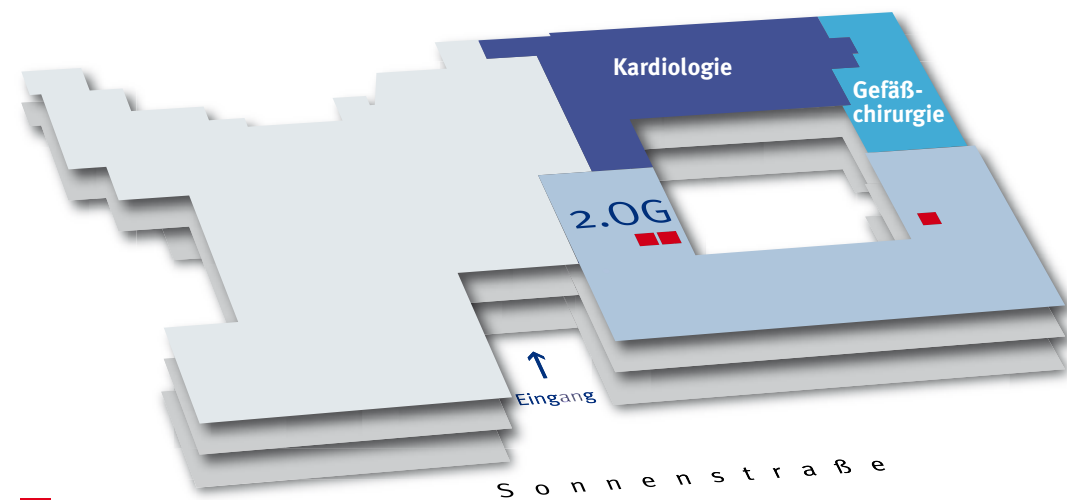 Kardiologie
Gefäß-
chirurgie
2.OG
Eingang
Sonnenstraße